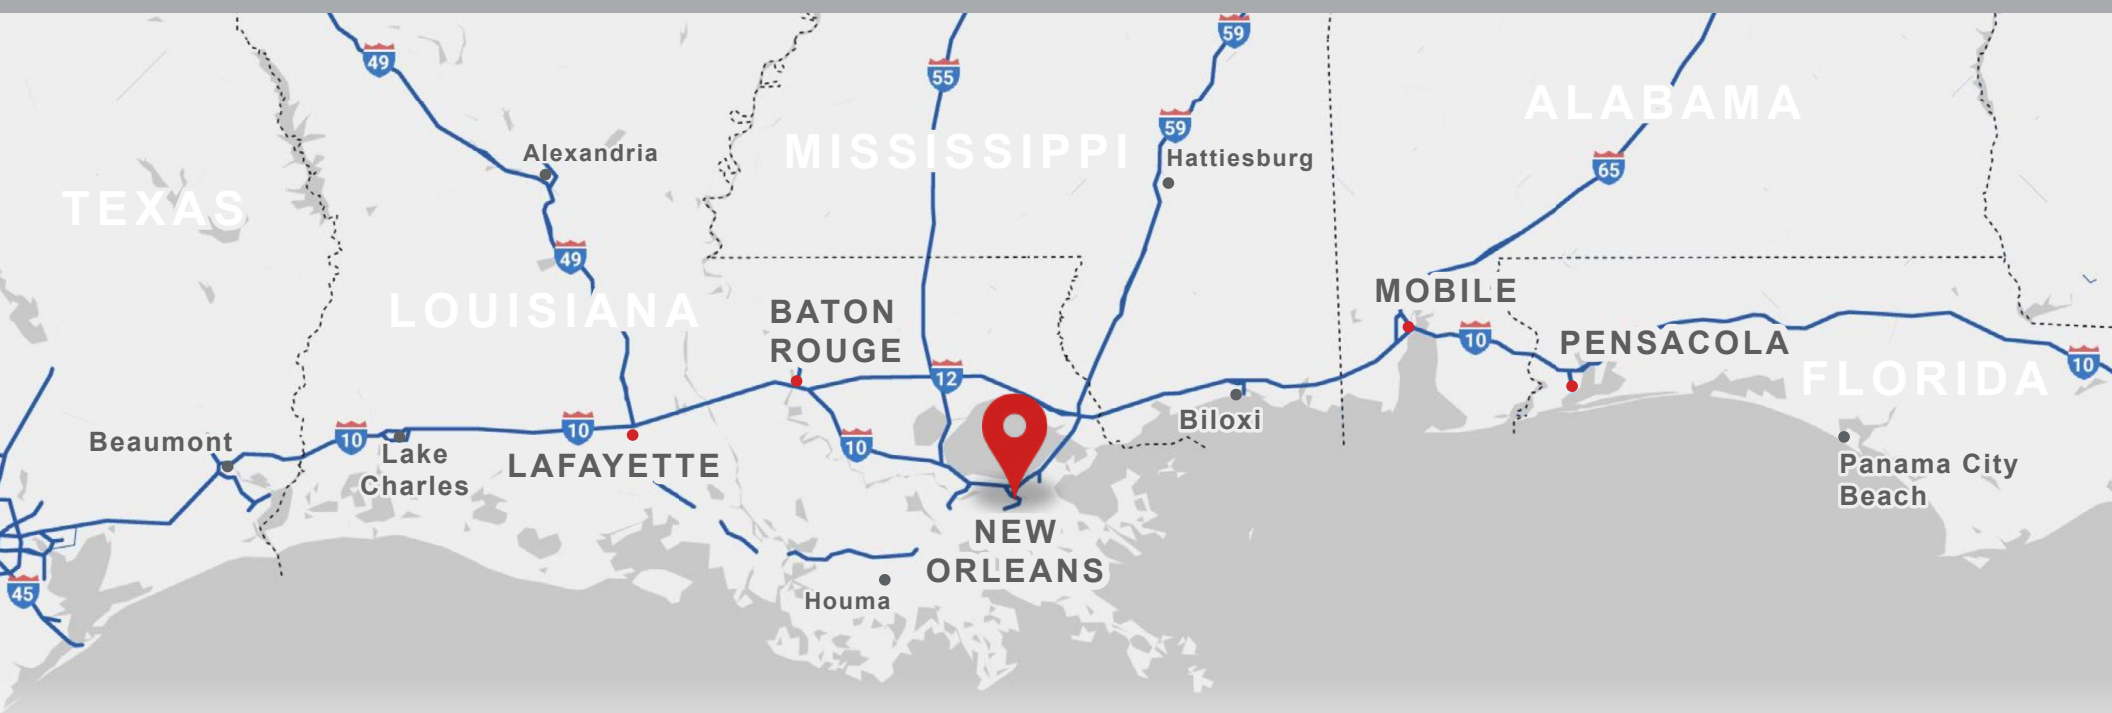 59
49
55
ALABAMA
59
MISSISSIPPI
Alexandria
Hattiesburg
65
TEXAS
49
MOBILE
LOUISIANA
BATON
ROUGE
10
PENSACOLA
10
12
FLORIDA
Biloxi
10
10
10
Beaumont
Lake
Charles
LAFAYETTE
Panama City
Beach
NEW
ORLEANS
45
Houma